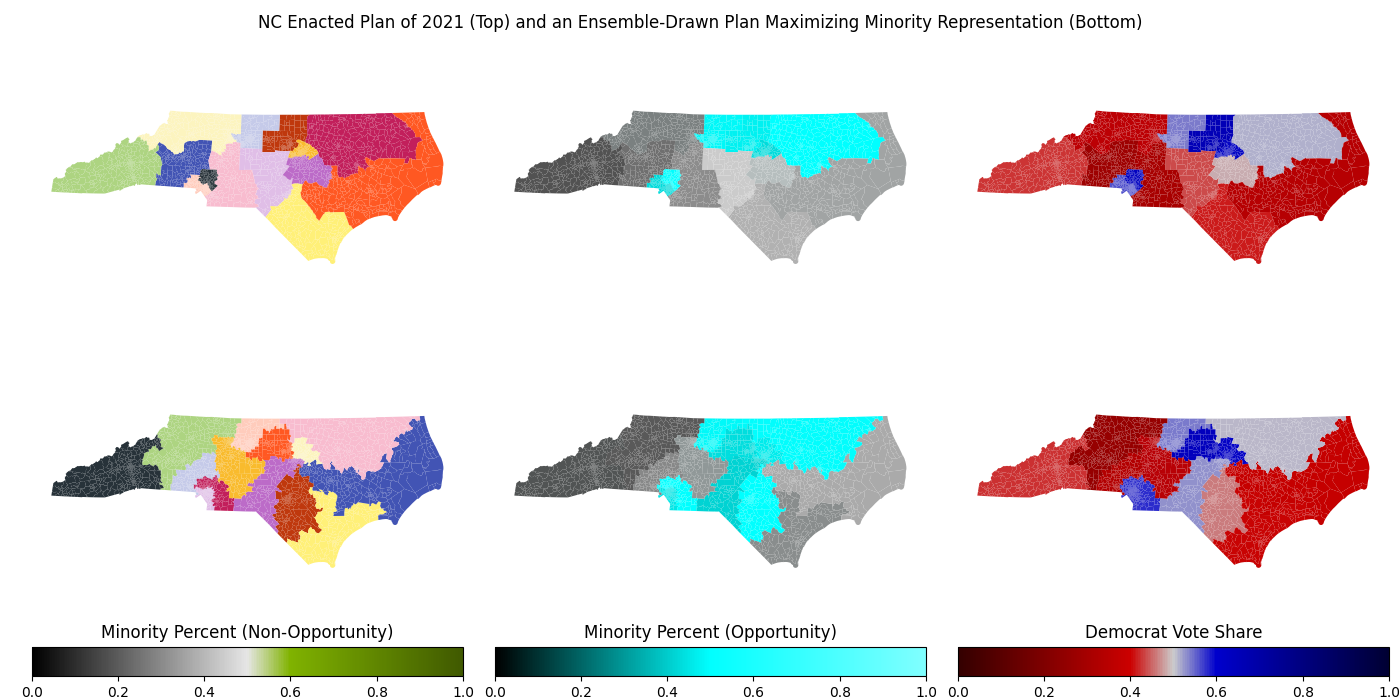 NC Enacted Plan of 2021 (Top) and an Ensemble-Drawn Plan Maximizing Minority Representation (Bottom)
Minority Percent (Non-Opportunity)
Minority Percent (Opportunity)
Democrat Vote Share
0.0 0.2 0.4 0.6 0.8 1.0
0.0 0.2 0.4 0.6 0.8 1.0
0.0 0.2 0.4 0.6 0.8 1.0